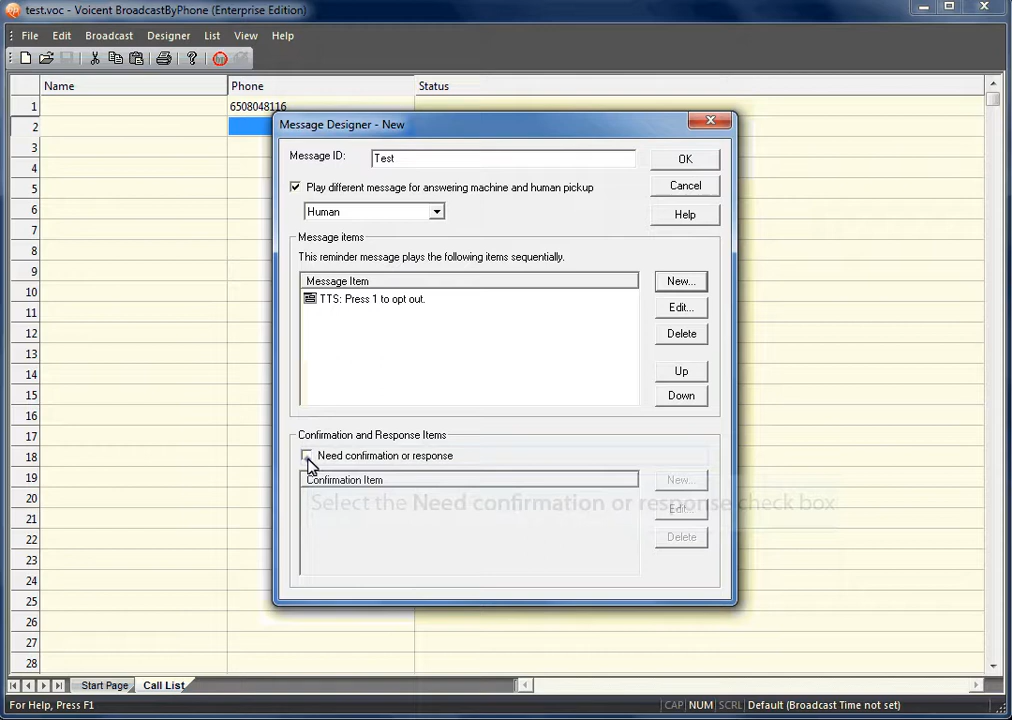 test.voc - Voicent BroadcastByPhone (Enterprise Edition)
File Edit Broadcast Designer List View Help
Name Phone Status
1 6508048116
2
3
4
5
6
7
8
9
10
11
12
13
14
15
16
17
18
19
20
21
22
23
24
25
26
27
28
Message Designer - New
Message ID: Test OK
Play different message for answering machine and human pickup Cancel
Human Help
Message items
This reminder message plays the following items sequentially.
Message Item New...
TTS: Press 1 to opt out. Edit...
Delete
Up
Down
Confirmation and Response Items
Need confirmation or response
Confirmation Item New...
Select the Need confirmation or response check box
Edit...
Delete
Start Page Call List
For Help, Press F1 CAP NUM SCRL Default (Broadcast Time not set)